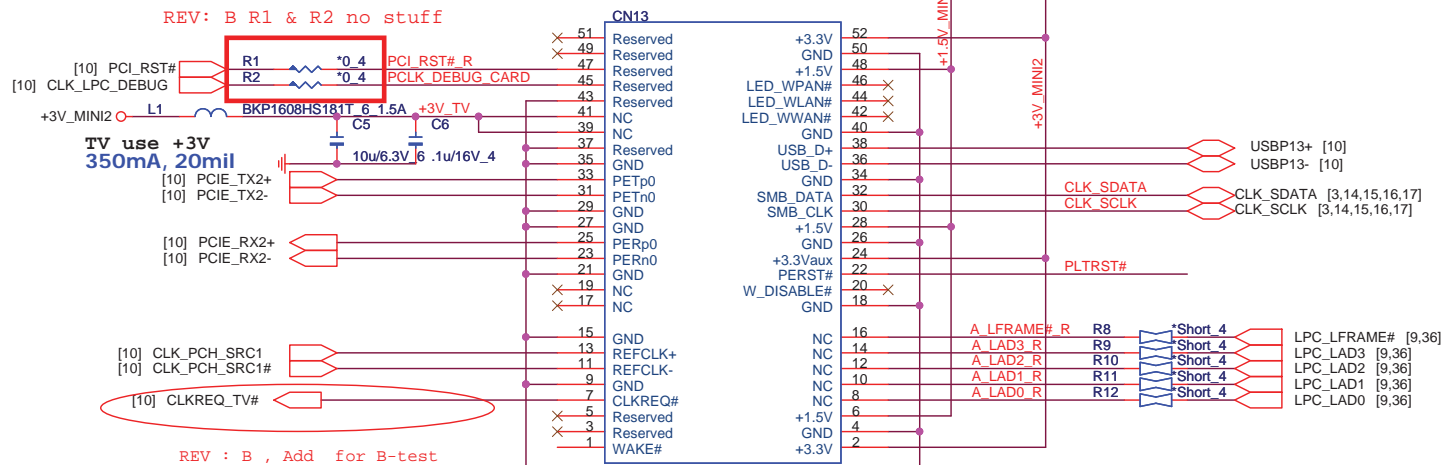 REV: B R1 & R2 no stuff
CN13
+1.5V_MIN
+3V_MINI2
[10] PCI_RST# R1 *0_4 PCI_RST#_R 47 Reserved
[10] CLK_LPC_DEBUG R2 *0_4 PCLK_DEBUG_CARD 45 Reserved
51 Reserved
49 Reserved
43 Reserved
+3V_MINI2 L1 BKP1608HS181T_6_1.5A +3V_TV 41 NC
C5 C6
39 NC
TV use +3V
350mA, 20mil
10u/6.3V_6 .1u/16V_4
37 Reserved
35 GND
[10] PCIE_TX2+ 33 PETp0
[10] PCIE_TX2- 31 PETn0
29 GND
27 GND
[10] PCIE_RX2+ 25 PERp0
[10] PCIE_RX2- 23 PERn0
21 GND
19 NC
17 NC
15 GND
[10] CLK_PCH_SRC1 13 REFCLK+
[10] CLK_PCH_SRC1# 11 REFCLK-
9 GND
[10] CLKREQ_TV# 7 CLKREQ#
5 Reserved
3 Reserved
1 WAKE#
REV : B , Add for B-test
+3.3V 52
GND 50
+1.5V 48
LED_WPAN# 46
LED_WLAN# 44
LED_WWAN# 42
GND 40
USB_D+ 38 USBP13+ [10]
USB_D- 36 USBP13- [10]
GND 34
SMB_DATA 32 CLK_SDATA CLK_SDATA [3,14,15,16,17]
SMB_CLK 30 CLK_SCLK CLK_SCLK [3,14,15,16,17]
+1.5V 28
GND 26
+3.3Vaux 24
PERST# 22 PLTRST#
W_DISABLE# 20
GND 18
NC 16 A_LFRAME#_R R8 *Short_4 LPC_LFRAME# [9,36]
NC 14 A_LAD3_R R9 *Short_4 LPC_LAD3 [9,36]
NC 12 A_LAD2_R R10 *Short_4 LPC_LAD2 [9,36]
NC 10 A_LAD1_R R11 *Short_4 LPC_LAD1 [9,36]
NC 8 A_LAD0_R R12 *Short_4 LPC_LAD0 [9,36]
+1.5V 6
GND 4
+3.3V 2